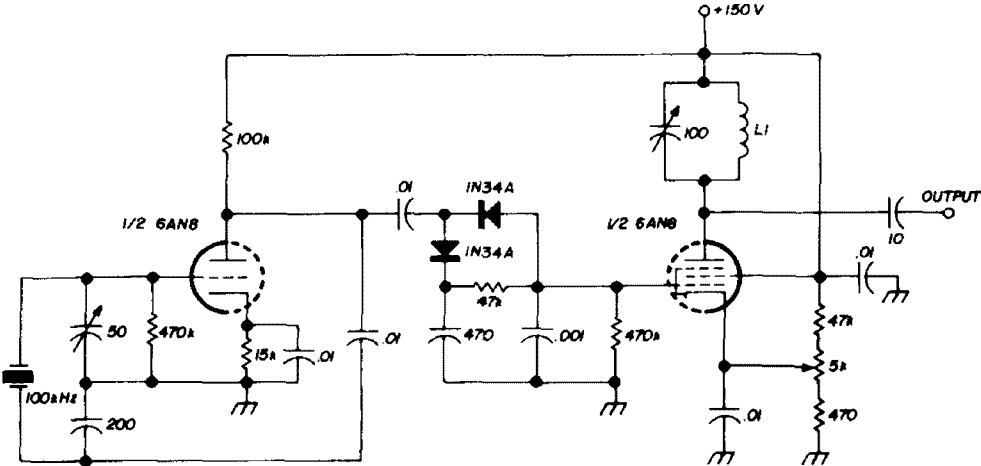 +150V
100k
100
L1
.01
1N34A
OUTPUT
1/2 6AN8
1/2 6AN8
10
1N34A
.01
47k
50
470k
47k
15k
.01
.01
470
.001
470k
5k
100kHz
200
.01
470